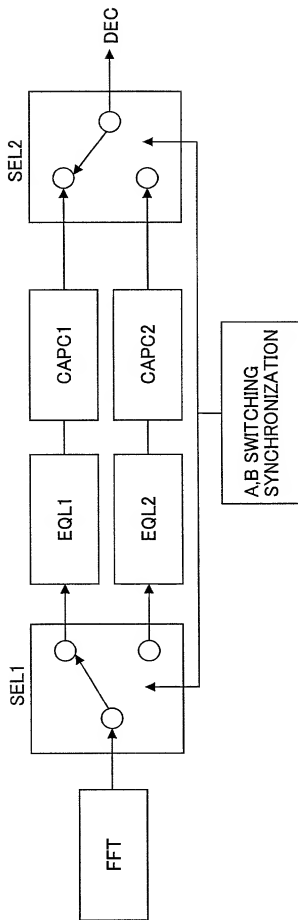 FFT
SEL1
EQL1
EQL2
CAPC1
CAPC2
SEL2
DEC
A,B SWITCHING
SYNCHRONIZATION